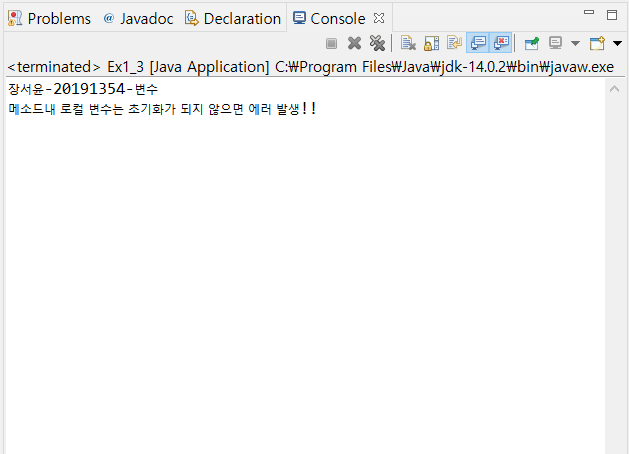 Problems @ Javadoc Declaration Console
<terminated> Ex1_3 [Java Application] C:₩Program Files₩Java₩jdk-14.0.2₩bin₩javaw.exe
장서윤-20191354-변수
메소드내 로컬 변수는 초기화가 되지 않으면 에러 발생!!